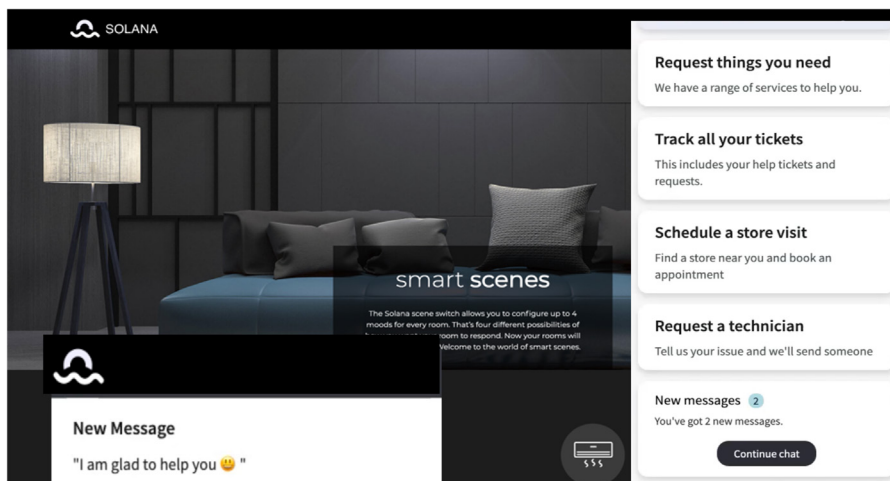 SOLANA
smart scenes
The Solana scene switch allows you to configure up to 4
moods for every room. That's four different possibilities of
room to respond. Now your rooms will
Welcome to the world of smart scenes.
New Message
"I am glad to help you 😃 "
Request things you need
We have a range of services to help you.
Track all your tickets
This includes your help tickets and
requests.
Schedule a store visit
Find a store near you and book an
appointment
Request a technician
Tell us your issue and we'll send someone
New messages 2
You've got 2 new messages.
Continue chat